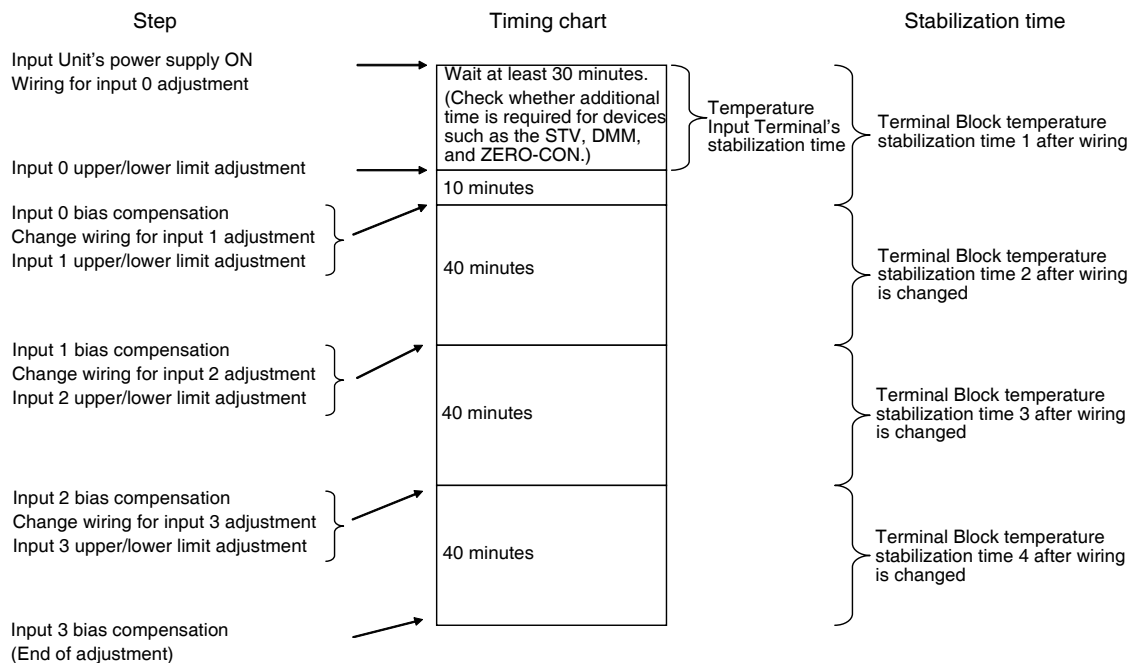 Step
Timing chart
Stabilization time
Input Unit's power supply ON
Wiring for input 0 adjustment
Wait at least 30 minutes.
(Check whether additional
time is required for devices
such as the STV, DMM,
and ZERO-CON.)
Temperature
Input Terminal's
stabilization time
Terminal Block temperature
stabilization time 1 after wiring
Input 0 upper/lower limit adjustment
10 minutes
Input 0 bias compensation
Change wiring for input 1 adjustment
Input 1 upper/lower limit adjustment
40 minutes
Terminal Block temperature
stabilization time 2 after wiring
is changed
Input 1 bias compensation
Change wiring for input 2 adjustment
Input 2 upper/lower limit adjustment
40 minutes
Terminal Block temperature
stabilization time 3 after wiring
is changed
Input 2 bias compensation
Change wiring for input 3 adjustment
Input 3 upper/lower limit adjustment
40 minutes
Terminal Block temperature
stabilization time 4 after wiring
is changed
Input 3 bias compensation
(End of adjustment)